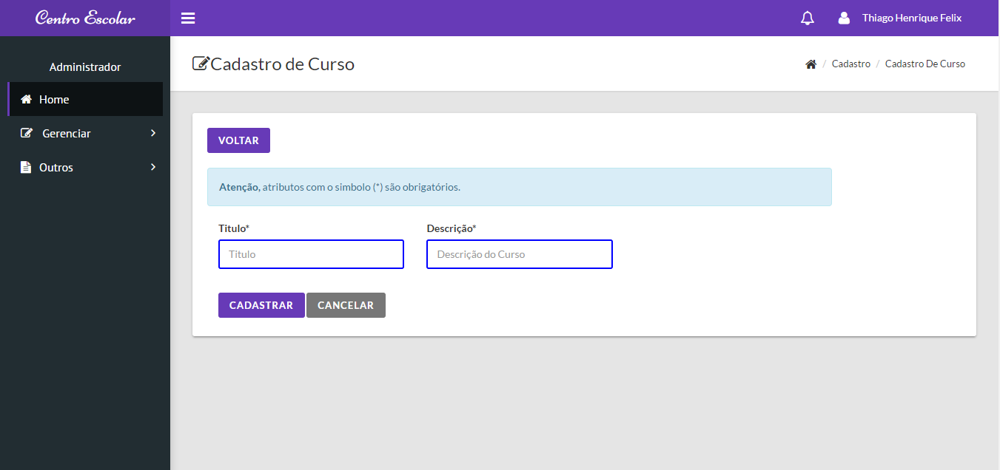 Centro Escolar
Thiago Henrique Felix
Administrador
Home
Gerenciar
Outros
Cadastro de Curso
/ Cadastro / Cadastro De Curso
VOLTAR
Atenção, atributos com o simbolo (*) são obrigatórios.
Titulo* Descrição*
Titulo Descrição do Curso
CADASTRAR CANCELAR